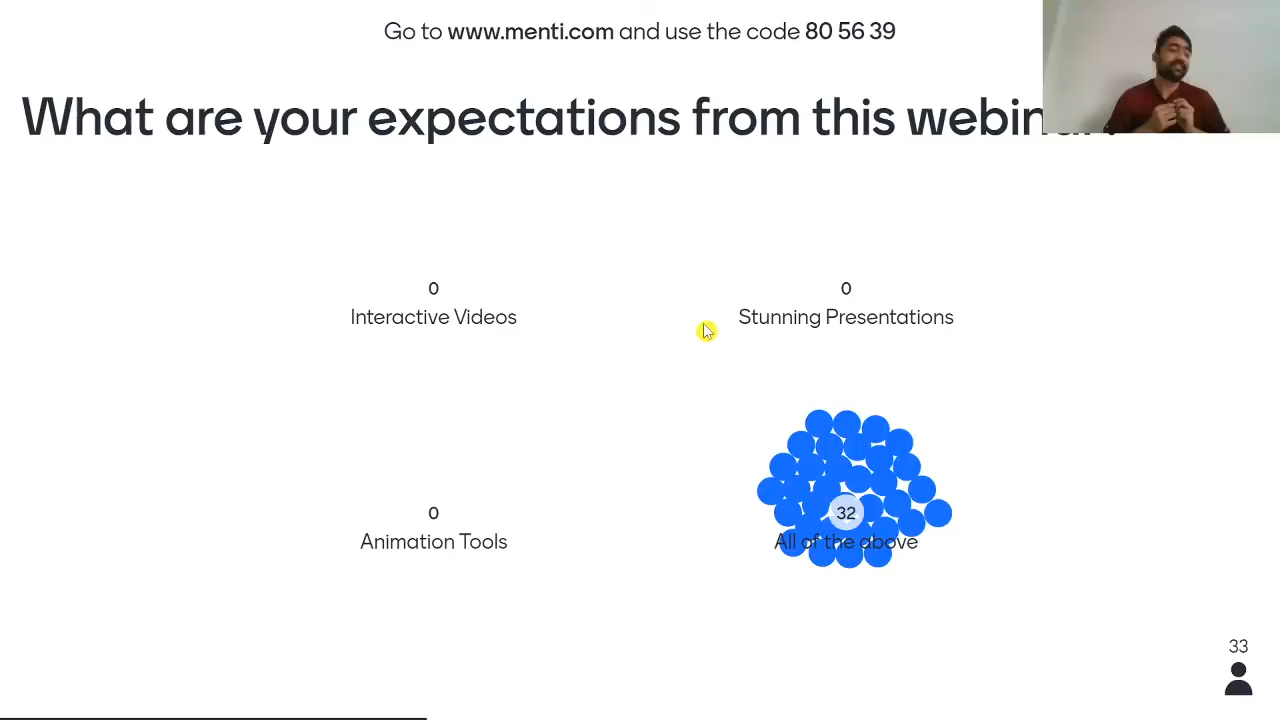 Go to www.menti.com and use the code 80 56 39
What are your expectations from this
0
Interactive Videos
0
Stunning Presentations
0
Animation Tools
32
All of the above
33